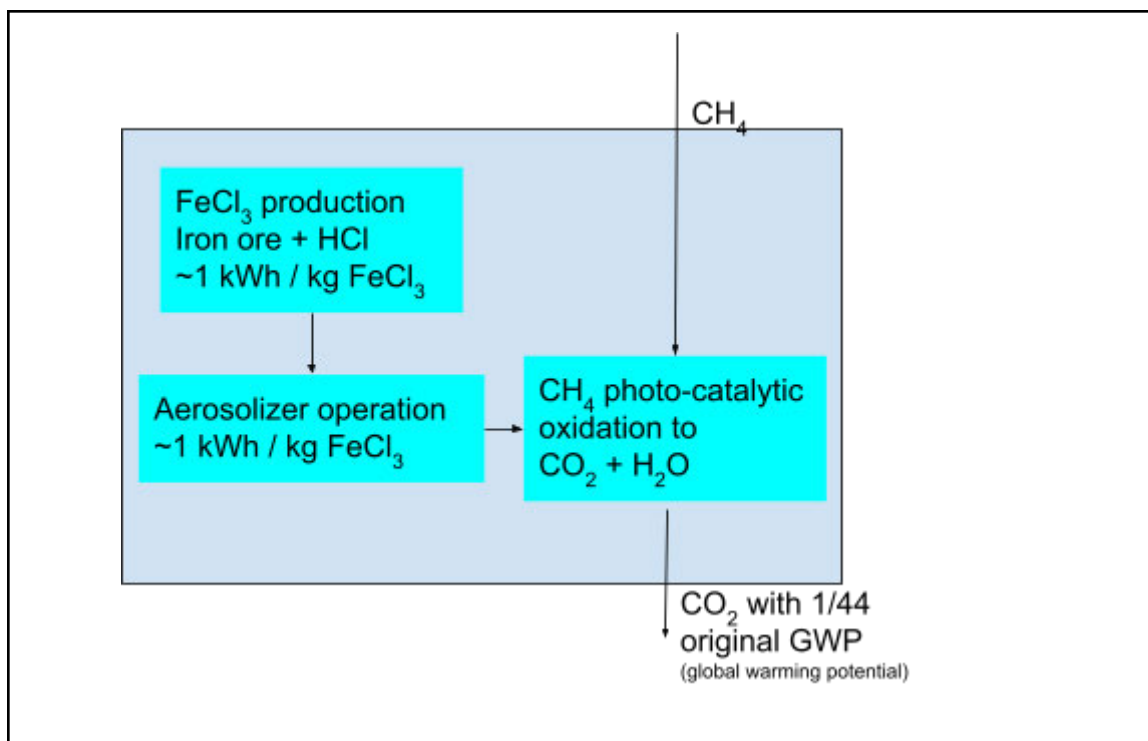 CH₄
FeCl₃ production
Iron ore + HCl
~1 kWh / kg FeCl₃
Aerosolizer operation
~1 kWh / kg FeCl₃
CH₄ photo-catalytic
oxidation to
CO₂ + H₂O
CO₂ with 1/44
original GWP
(global warming potential)